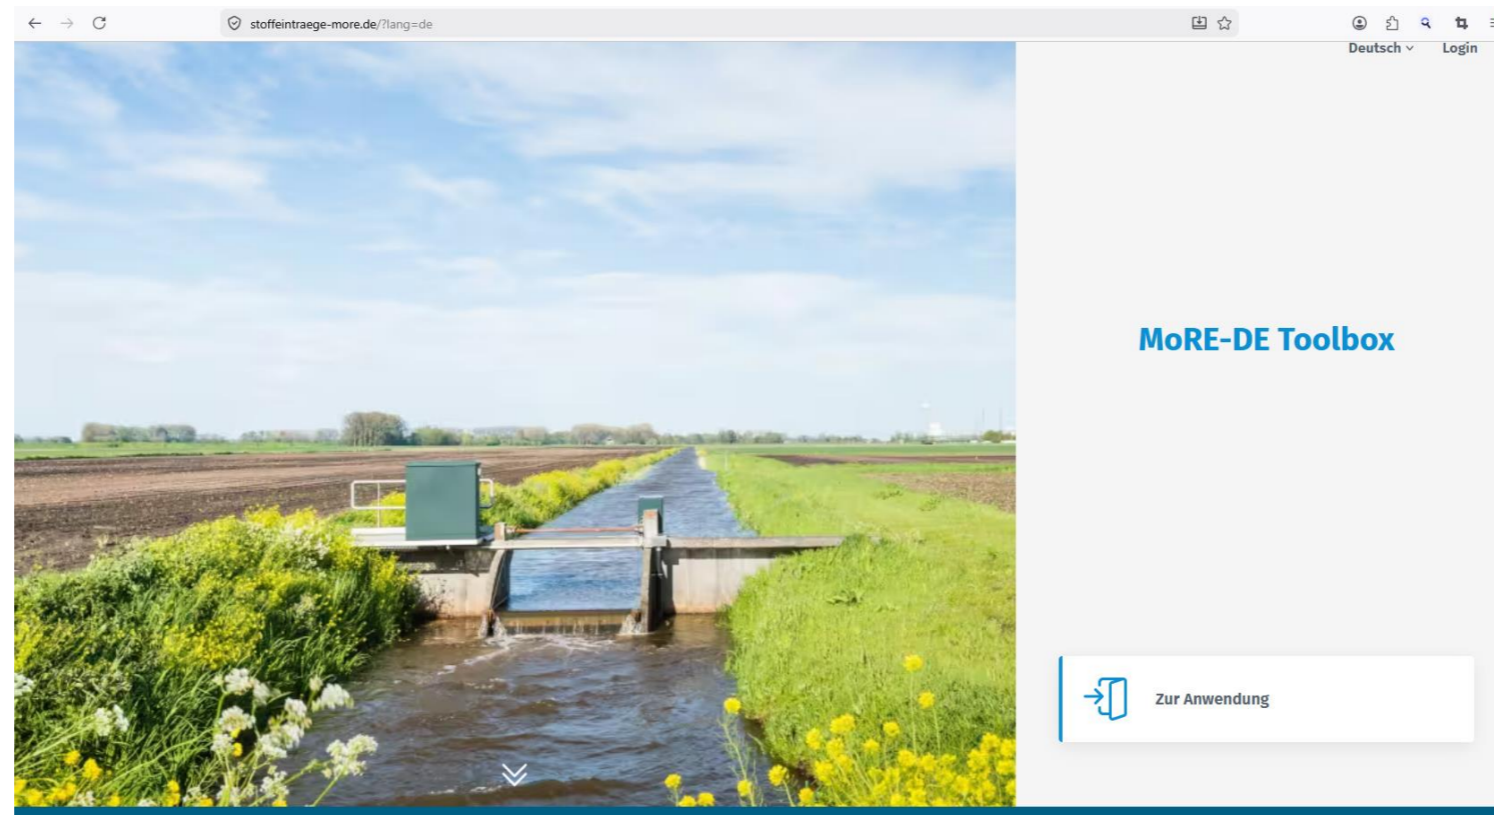 stoffeintraege-more.de/?lang=de
Deutsch
Login
MoRE-DE Toolbox
Zur Anwendung